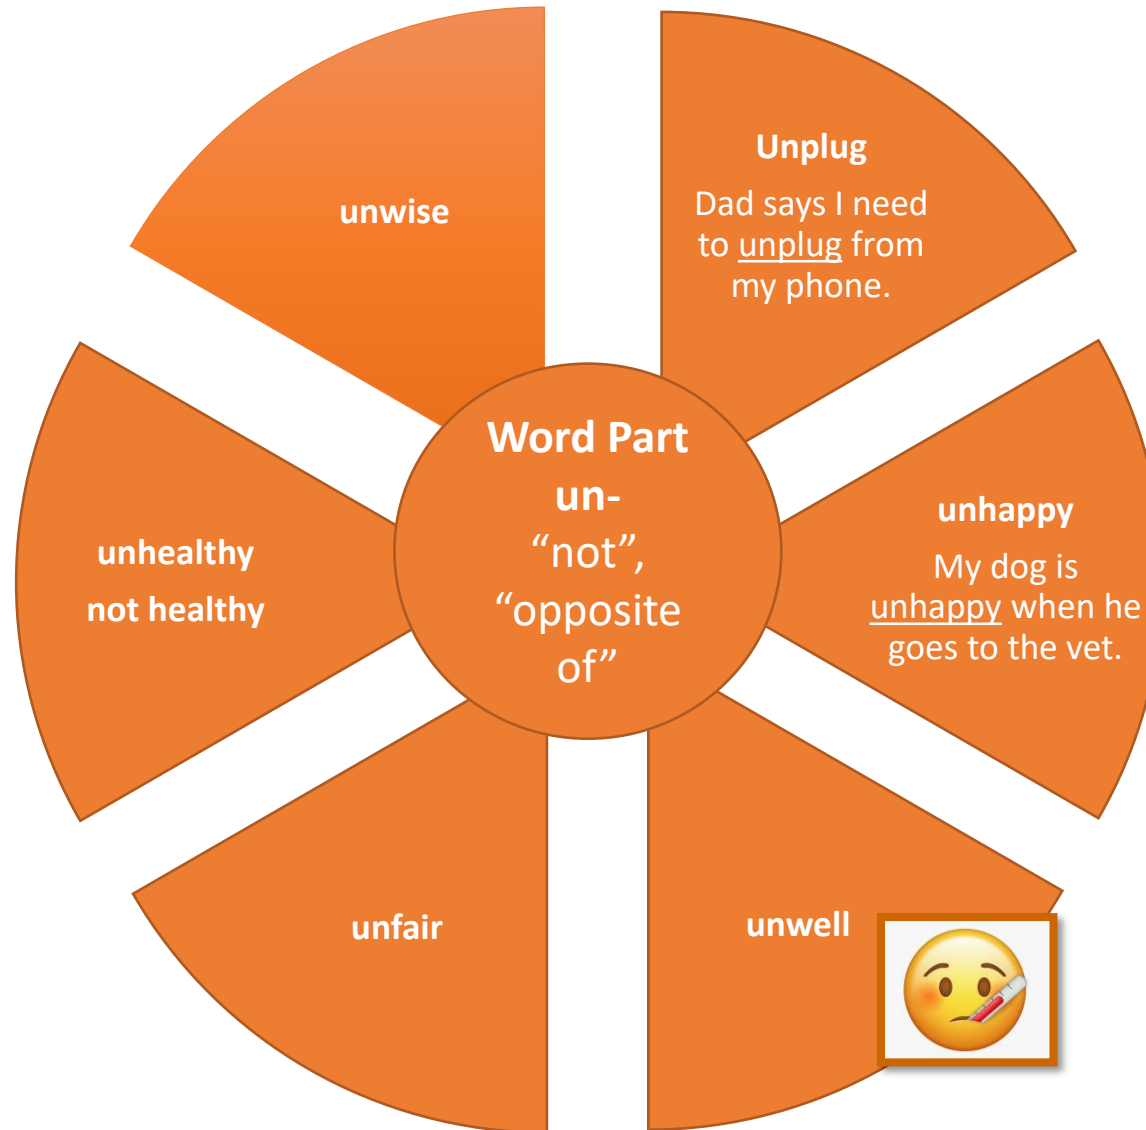 Word Part
un-
“not”,
“opposite
of”
Unplug
Dad says I need
to unplug from
my phone.
unhappy
My dog is
unhappy when he
goes to the vet.
unwell
unfair
unhealthy
not healthy
unwise